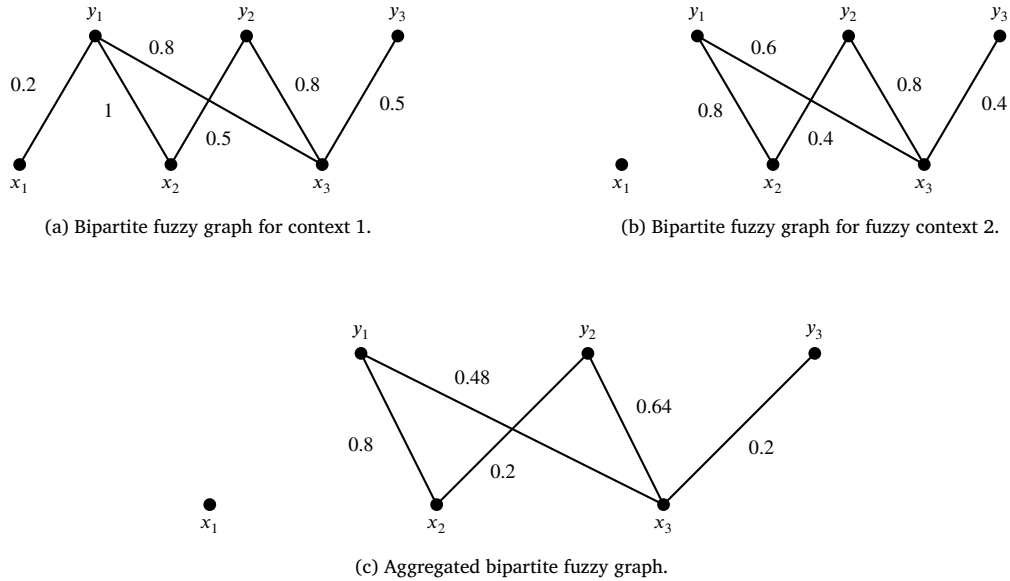 y1 y2 y3
0.8
0.2 0.8 0.5
1 0.5
x1 x2 x3
(a) Bipartite fuzzy graph for context 1.
y1 y2 y3
0.6
0.8 0.8 0.4
0.4
x1 x2 x3
(b) Bipartite fuzzy graph for fuzzy context 2.
y1 y2 y3
0.48
0.64
0.8 0.2 0.2
x1 x2 x3
(c) Aggregated bipartite fuzzy graph.